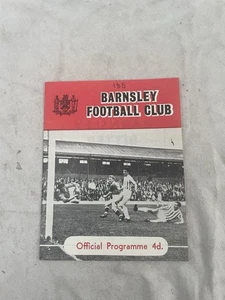 BARNSLEY
FOOTBALL CLUB
Official Programme 4d.